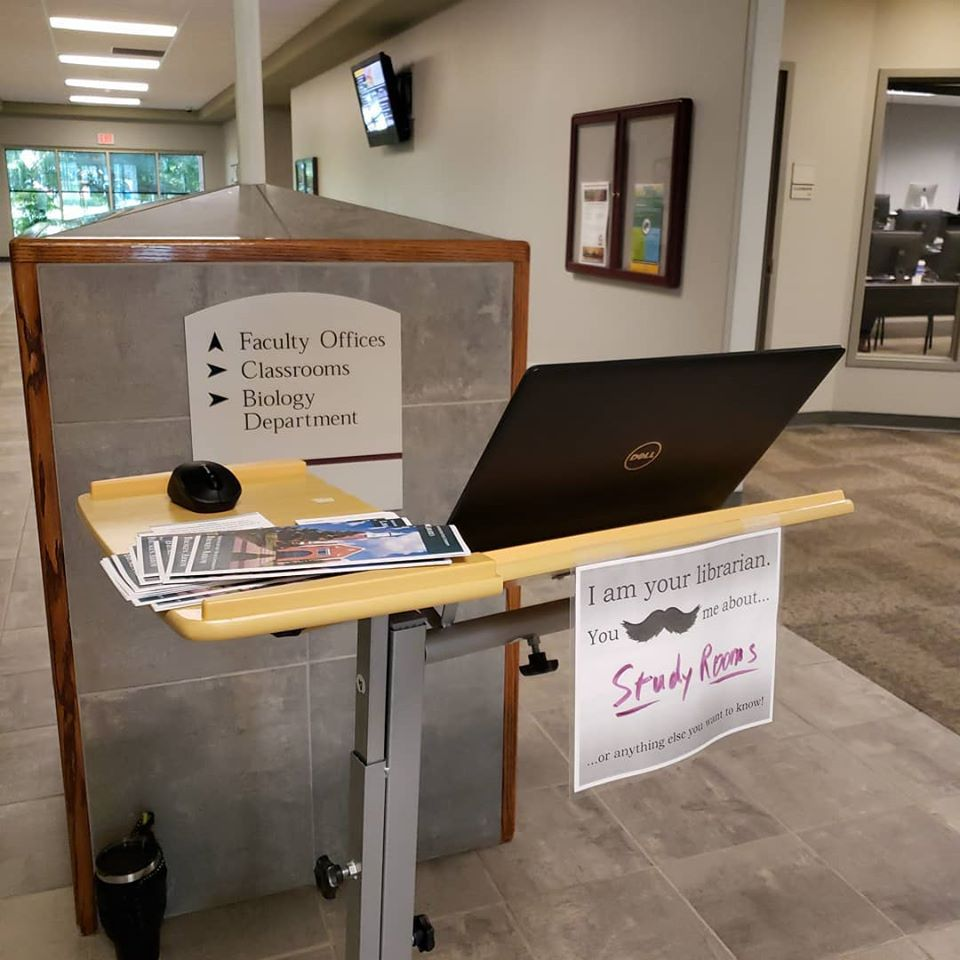 Faculty Offices
Classrooms
Biology
Department
DELL
I am your librarian.
You me about...
Study Rooms
...or anything else you want to know!